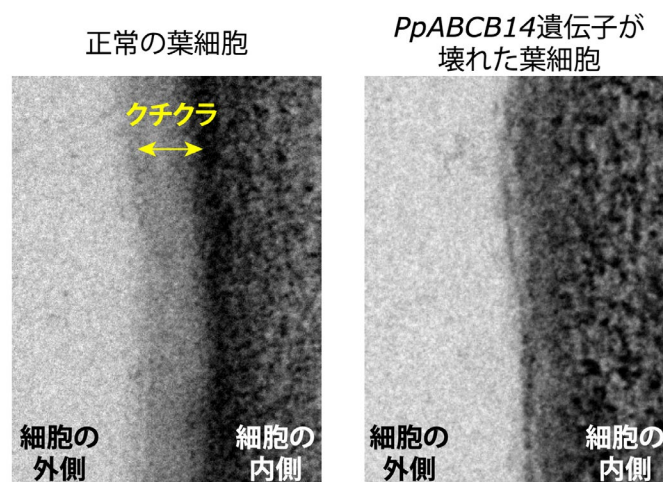 正常の葉細胞
PpABCB14遺伝子が
壊れた葉細胞
クチクラ
細胞の
外側
細胞の
内側
細胞の
外側
細胞の
内側